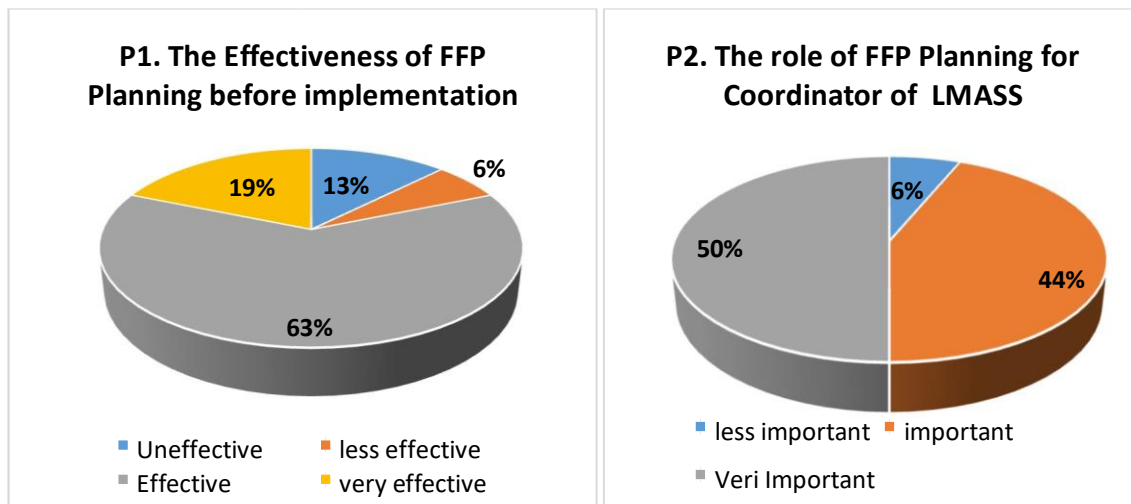 P1. The Effectiveness of FFP
Planning before implementation
19%
13%
6%
63%
Uneffective
less effective
Effective
very effective
P2. The role of FFP Planning for
Coordinator of LMASS
6%
50%
44%
less important
important
Veri Important